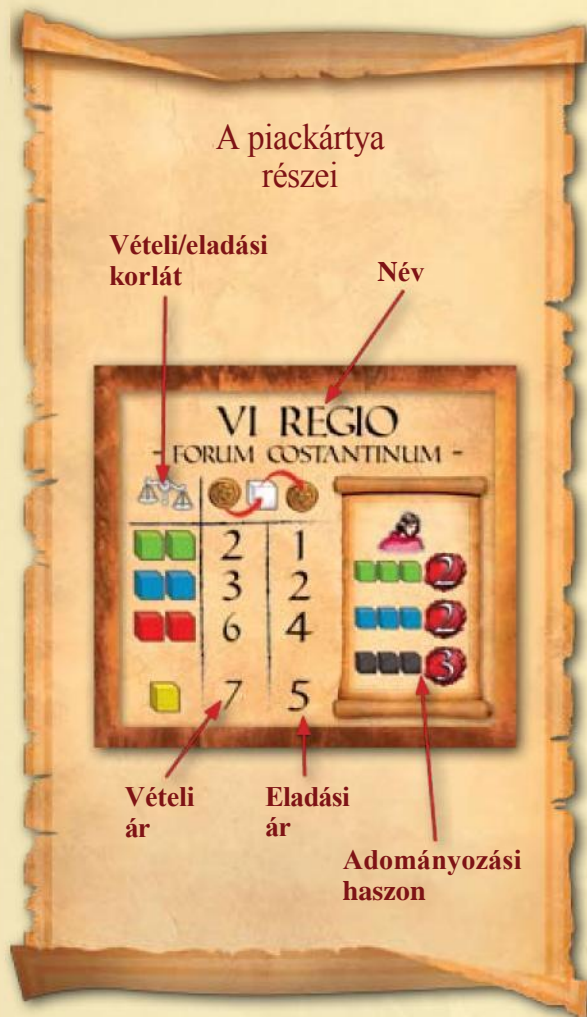 A piackártya
részei
Vételi/eladási
korlát
Név
VI REGIO
- FORUM COSTANTINUM -
2 1
3 2
6 4
7 5
2
2
3
Vételi
ár
Eladási
ár
Adományozási
haszon